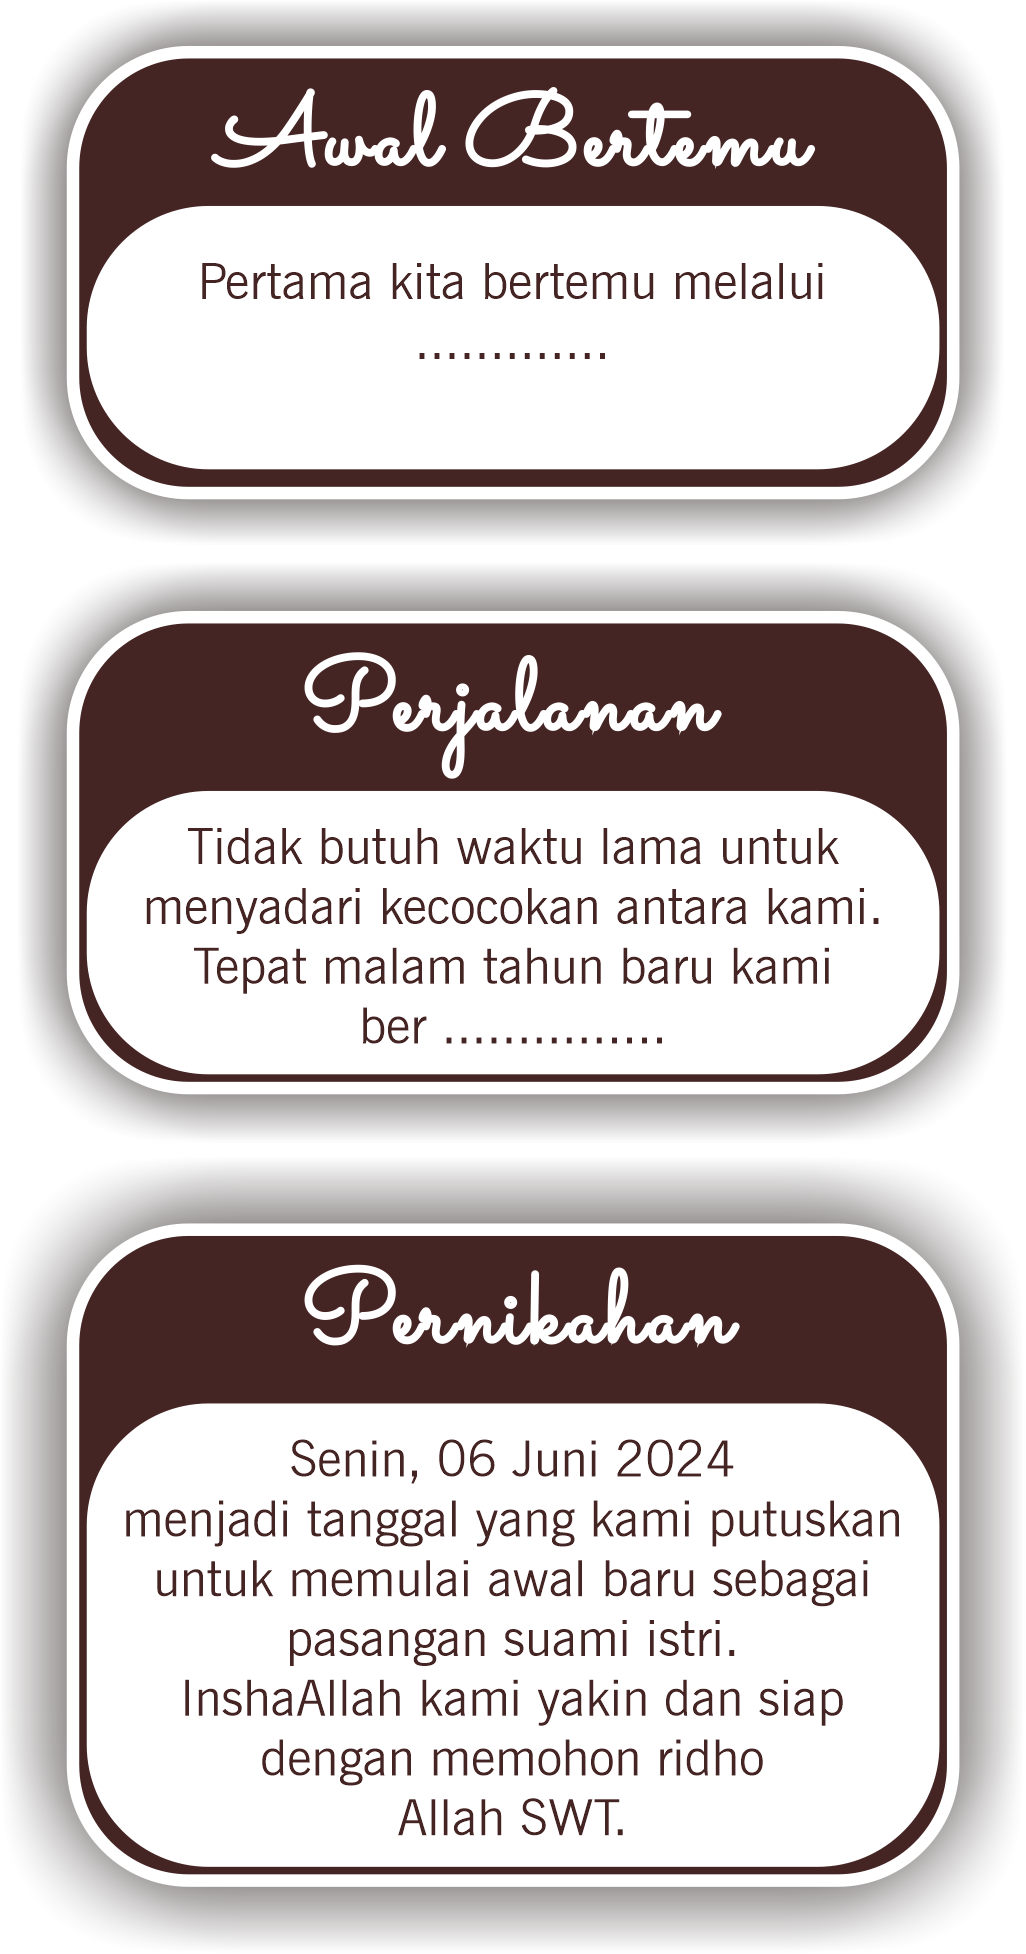 Awal Bertemu
Pertama kita bertemu melalui
.............
Perjalanan
Tidak butuh waktu lama untuk
menyadari kecocokan antara kami.
Tepat malam tahun baru kami
ber ...............
Pernikahan
Senin, 06 Juni 2024
menjadi tanggal yang kami putuskan
untuk memulai awal baru sebagai
pasangan suami istri.
InshaAllah kami yakin dan siap
dengan memohon ridho
Allah SWT.